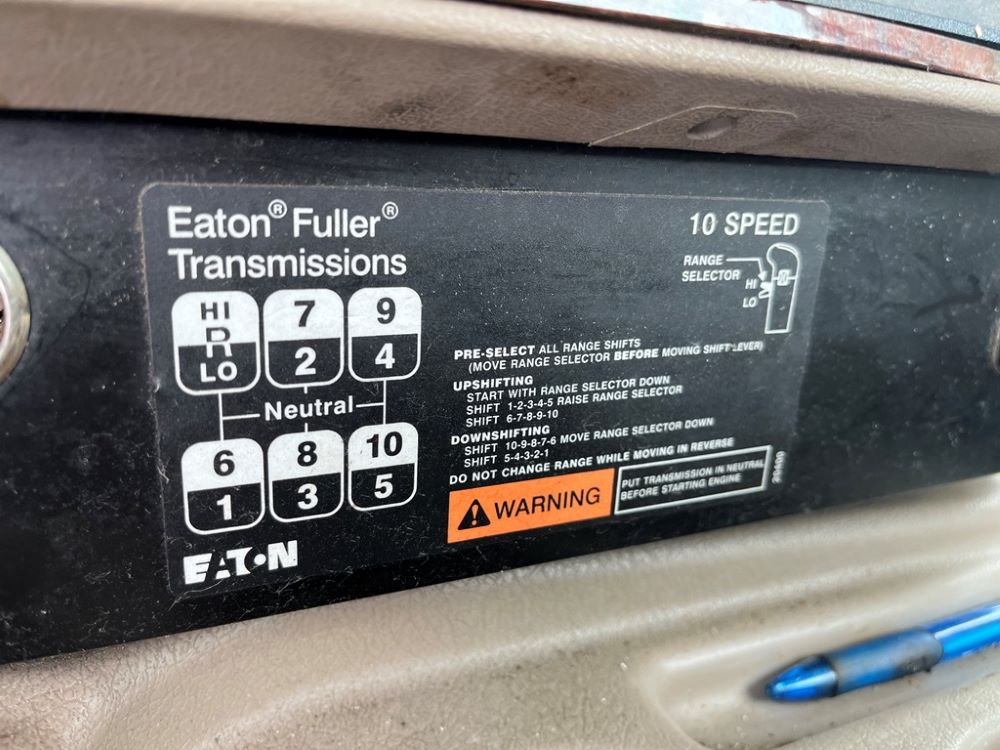 Eaton® Fuller®
Transmissions
10 SPEED
RANGE
SELECTOR
HI
LO
HI
R
LO
7
2
9
4
Neutral
6
1
8
3
10
5
PRE-SELECT ALL RANGE SHIFTS
(MOVE RANGE SELECTOR BEFORE MOVING SHIFT LEVER)
UPSHIFTING
START WITH RANGE SELECTOR DOWN
SHIFT 1-2-3-4-5 RAISE RANGE SELECTOR
SHIFT 6-7-8-9-10
DOWNSHIFTING
SHIFT 10-9-8-7-6 MOVE RANGE SELECTOR DOWN
SHIFT 5-4-3-2-1
DO NOT CHANGE RANGE WHILE MOVING IN REVERSE
WARNING
PUT TRANSMISSION IN NEUTRAL
BEFORE STARTING ENGINE
EATON